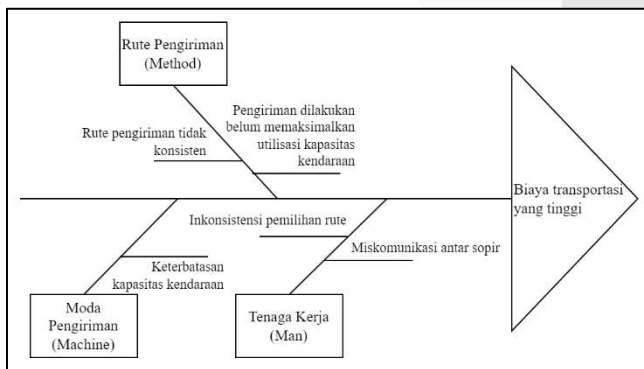 Rute Pengiriman
(Method)
Pengiriman dilakukan
belum memaksimalkan
utilisasi kapasitas
kendaraan
Rute pengiriman tidak
konsisten
Biaya transportasi
yang tinggi
Inkonsistensi pemilihan rute
Miskomunikasi antar sopir
Keterbatasan
kapasitas kendaraan
Moda
Pengiriman
(Machine)
Tenaga Kerja
(Man)